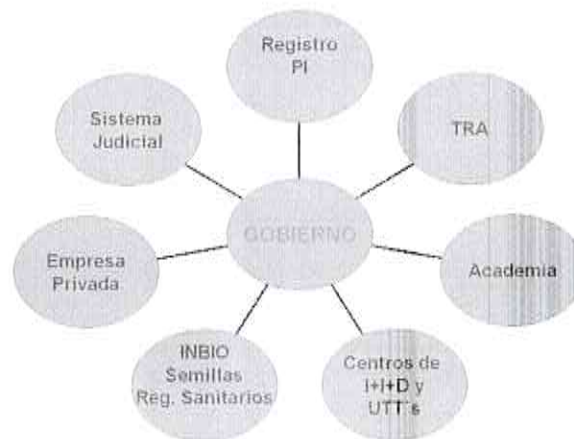 Registro
PI
Sistema
Judicial
TRA
GOBIERNO
Empresa
Privada
Academia
INBIO
Semillas
Reg. Sanitarios
Centros de
I+I+D y
UTT´s